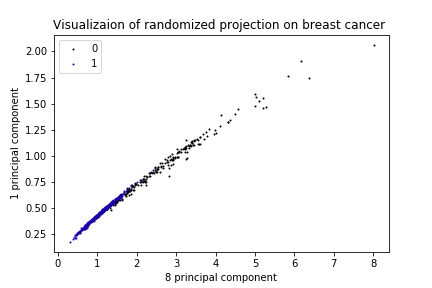 Visualizaion of randomized projection on breast cancer
0
1
2.00
1.75
1.50
1.25
1.00
0.75
0.50
0.25
1 principal component
0 1 2 3 4 5 6 7 8
8 principal component